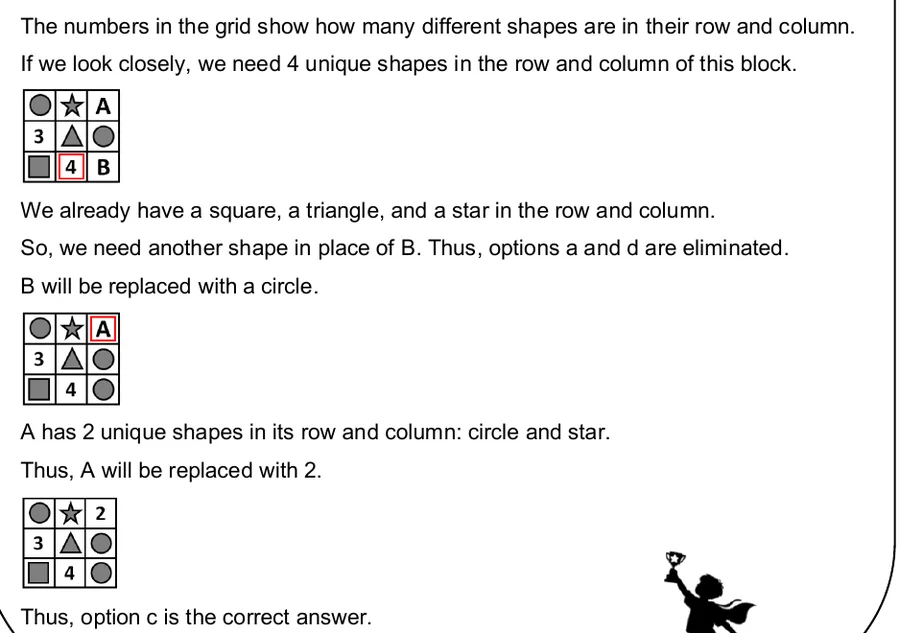 The numbers in the grid show how many different shapes are in their row and column.
If we look closely, we need 4 unique shapes in the row and column of this block.
A
3
4 B
We already have a square, a triangle, and a star in the row and column.
So, we need another shape in place of B. Thus, options a and d are eliminated.
B will be replaced with a circle.
A
3
4
A has 2 unique shapes in its row and column: circle and star.
Thus, A will be replaced with 2.
2
3
4
Thus, option c is the correct answer.